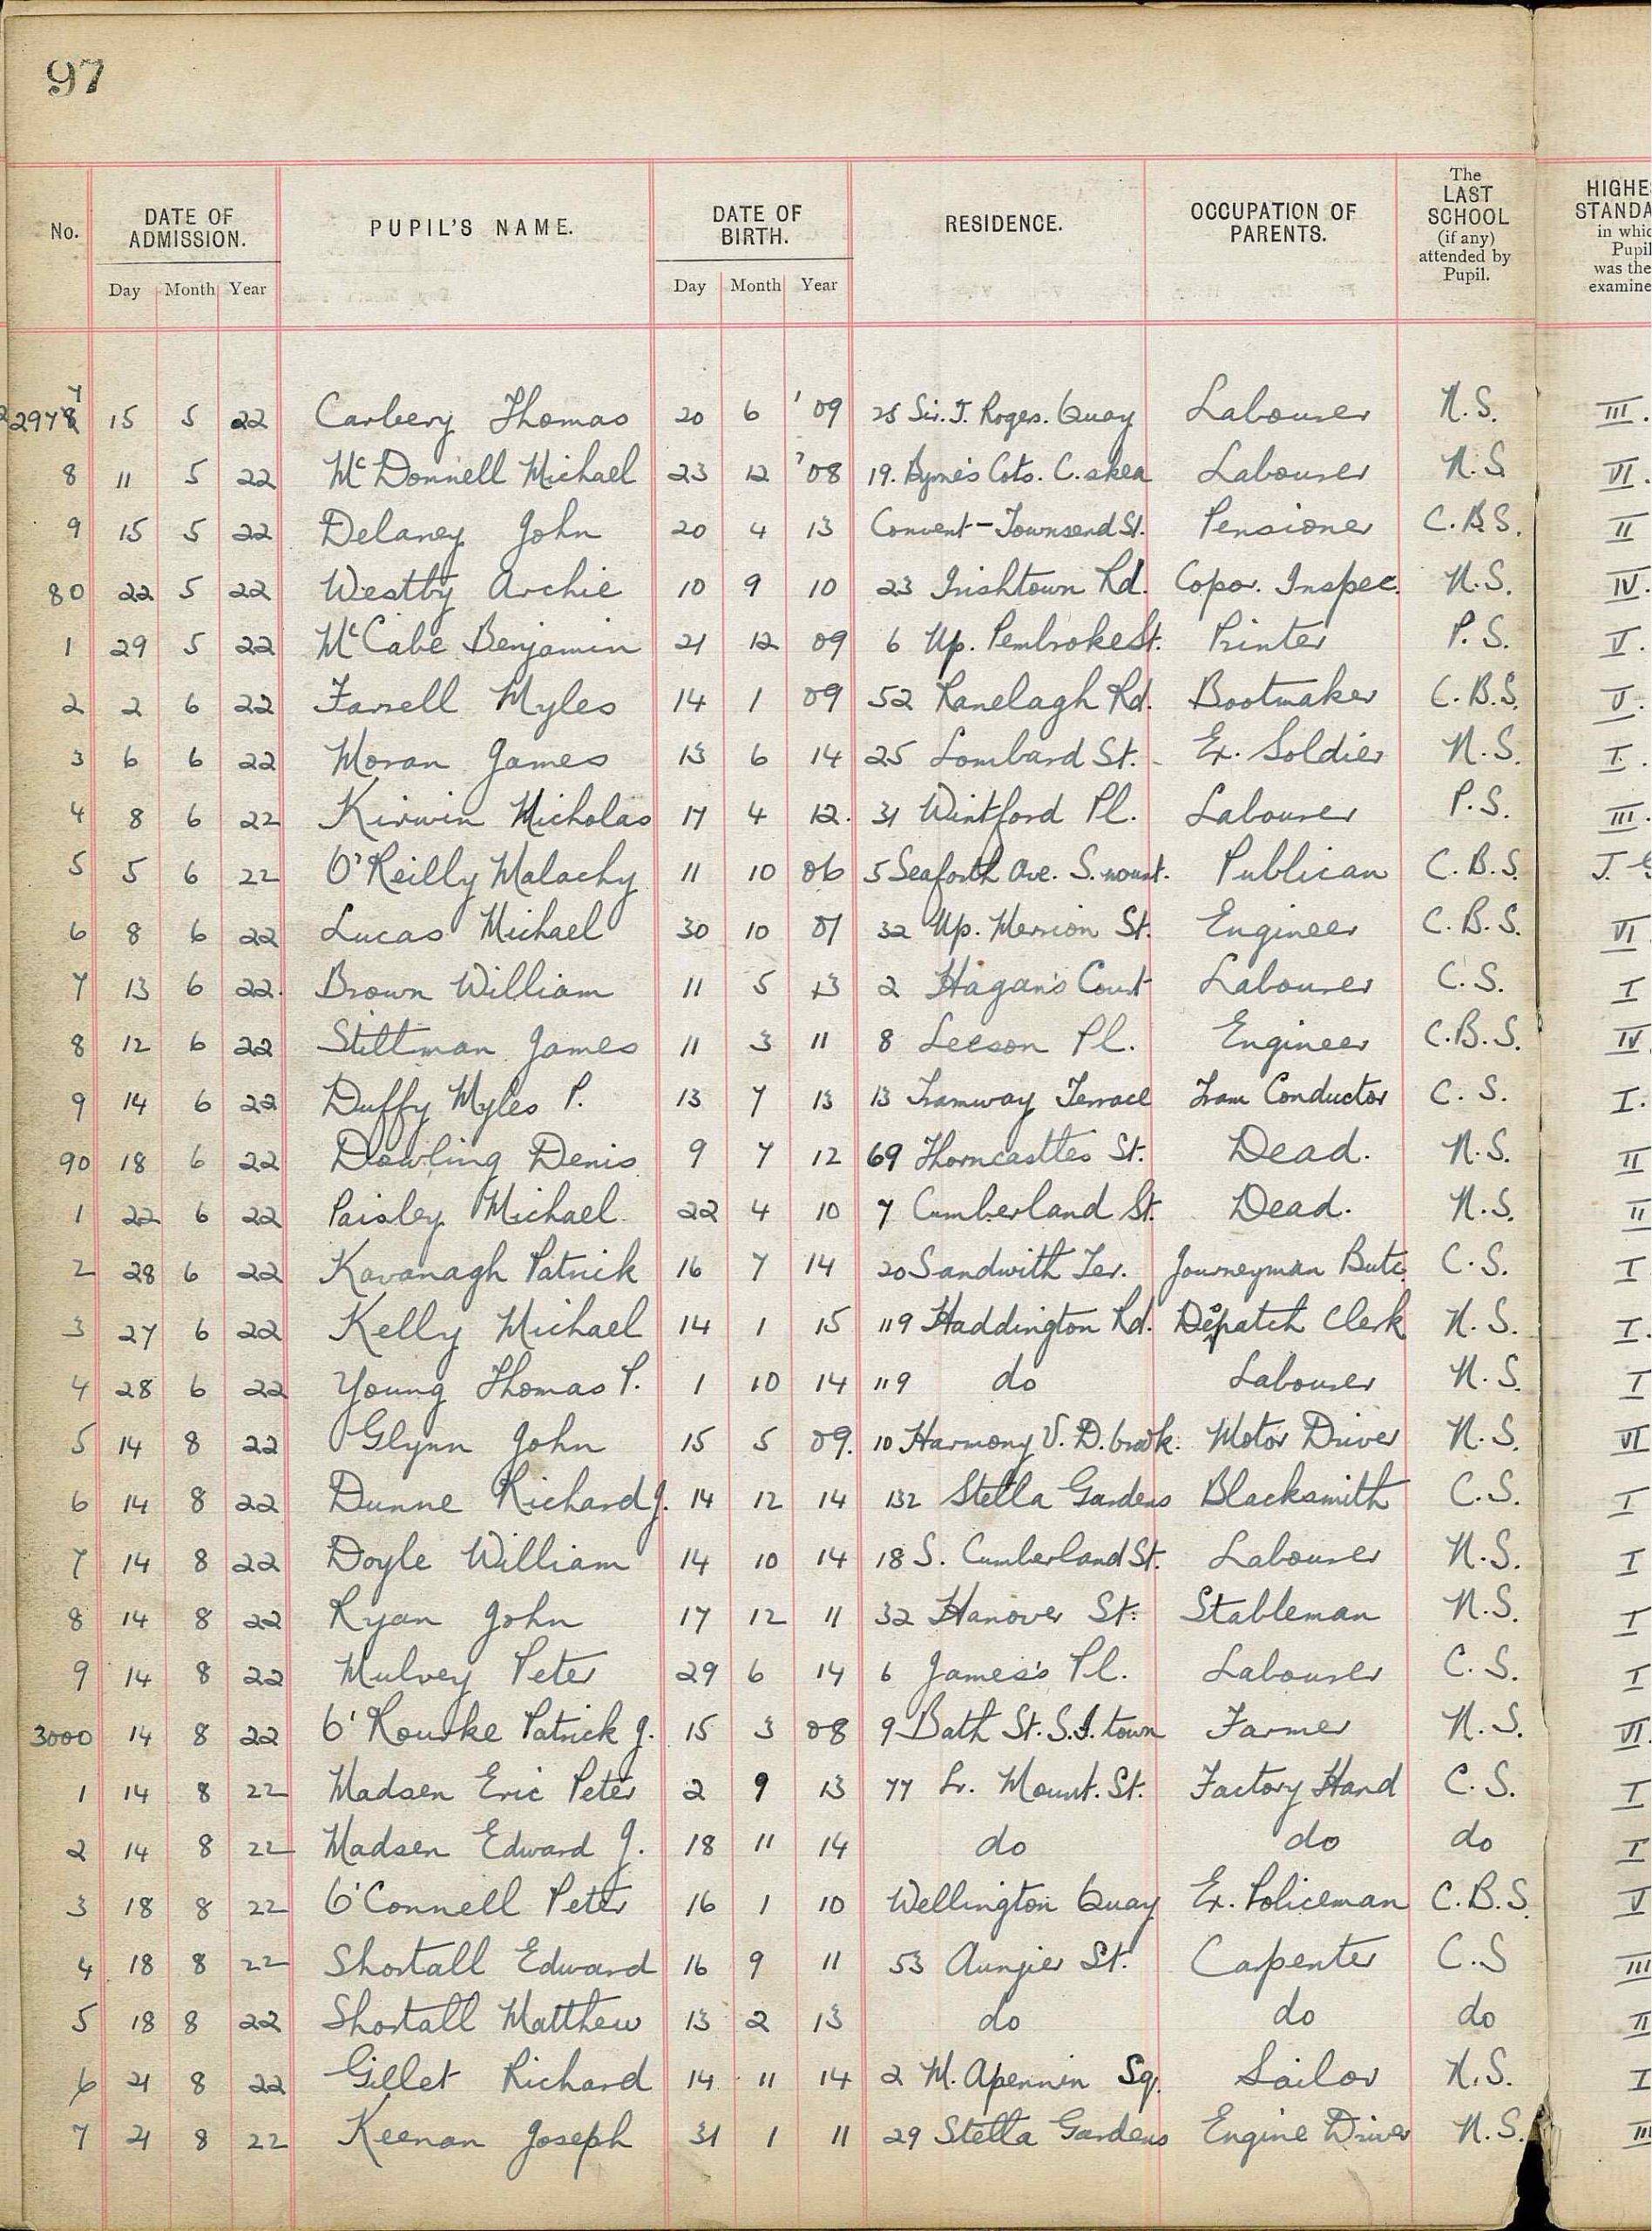 97
No. DATE OF ADMISSION. PUPIL'S NAME. DATE OF BIRTH. RESIDENCE. OCCUPATION OF PARENTS. The LAST SCHOOL (if any) attended by Pupil. HIGHE STANDA in whic Pupil was the examine
Day Month Year Day Month Year
2297 7 15 5 22 Carbery Thomas 20 6 '09 25 Sir. J. Roges. Quay Labourer N.S. III.
8 11 5 22 McDonnell Michael 23 12 '08 19. Byrne's Cots. C. Labourer N.S VI.
9 15 5 22 Delaney John 20 4 13 Convent - Townsend St. Pensioner C.B.S. II
80 22 5 22 Westby Archie 10 9 10 23 Irishtown Rd. Copor. Inspec. N.S. IV.
1 29 5 22 McCabe Benjamin 21 12 09 6 Up. Pembroke St. Printer P.S. V.
2 2 6 22 Farrell Myles 14 1 09 52 Ranelagh Rd. Bootmaker C.B.S. V.
3 6 6 22 Moran James 13 6 14 25 Lombard St. Ex. Soldier N.S. I.
4 8 6 22 Kirwin Nicholas 17 4 12. 31 Wintford Pl. Labourer P.S. III.
5 5 6 22 O'Reilly Malachy 11 10 06 5 Seaforth Ave. S. mount. Publican C.B.S. J. G
6 8 6 22 Lucas Michael 30 10 07 32 Up. Merrion St. Engineer C.B.S. VI
7 13 6 22. Brown William 11 5 13 2 Hagan's Court Labourer C.S. I
8 12 6 22 Stiltman James 11 3 11 8 Leeson Pl. Engineer C.B.S. IV
9 14 6 22 Duffy Myles P. 13 7 13 13 Tramway Terrace Tram Conductor C.S. I.
90 18 6 22 Dowling Denis 9 7 12 69 Thorncastles St. Dead. N.S. II
1 22 6 22 Paisley Michael 22 4 10 7 Cumberland St. Dead. N.S. II
2 28 6 22 Kavanagh Patrick 16 7 14 20 Sandwith Ter. Journeyman Butc. C.S. I
3 27 6 22 Kelly Michael 14 1 15 119 Haddington Rd. Dispatch Clerk N.S. I.
4 28 6 22 Young Thomas P. 1 10 14 119 do Labourer N.S. I
5 14 8 22 Glynn John 15 5 09. 10 Harmony V. D.brook. Motor Driver N.S. VI
6 14 8 22 Dunne Richard J. 14 12 14 132 Stella Gardens Blacksmith C.S. I
7 14 8 22 Doyle William 14 10 14 18 S. Cumberland St. Labourer N.S. I
8 14 8 22 Ryan John 17 12 11 32 Hanover St. Stableman N.S. I
9 14 8 22 Mulvey Peter 29 6 14 6 James's Pl. Labourer C.S. I
3000 14 8 22 O'Rourke Patrick J. 15 3 08 9 Bath St. S.I. town Farmer N.S. VI.
1 14 8 22 Madsen Eric Peter 2 9 13 77 Lr. Mount. St. Factory Hand C.S. I
2 14 8 22 Madsen Edward J. 18 11 14 do do do I
3 18 8 22 O'Connell Peter 16 1 10 Wellington Quay Ex. Policeman C.B.S. V
4 18 8 22 Shortall Edward 16 9 11 53 Aungier St. Carpenter C.S III
5 18 8 22 Shortall Matthew 13 2 13 do do do II
6 21 8 22 Gillet Richard 14 11 14 2 M. Apennin Sq. Sailor N.S. I
7 21 8 22 Keenan Joseph 31 1 11 29 Stella Gardens Engine Driver N.S. III